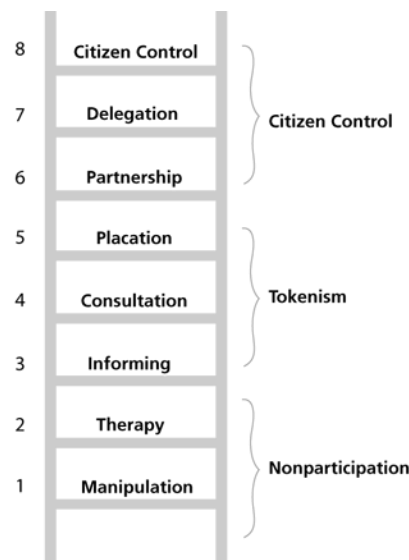 8 Citizen Control
7 Delegation
Citizen Control
6 Partnership
5 Placation
4 Consultation
Tokenism
3 Informing
2 Therapy
Nonparticipation
1 Manipulation